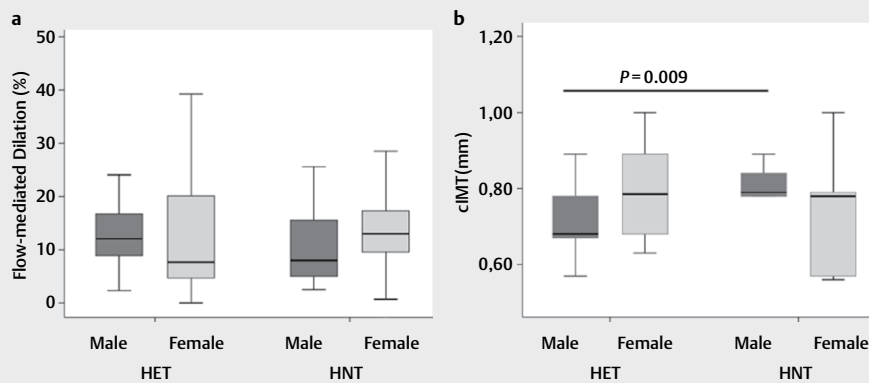 a
Flow-mediated Dilation (%)
50
40
30
20
10
0
Male Female Male Female
HET HNT
b
cIMT(mm)
1,20
1,00
0,80
0,60
P = 0.009
Male Female Male Female
HET HNT